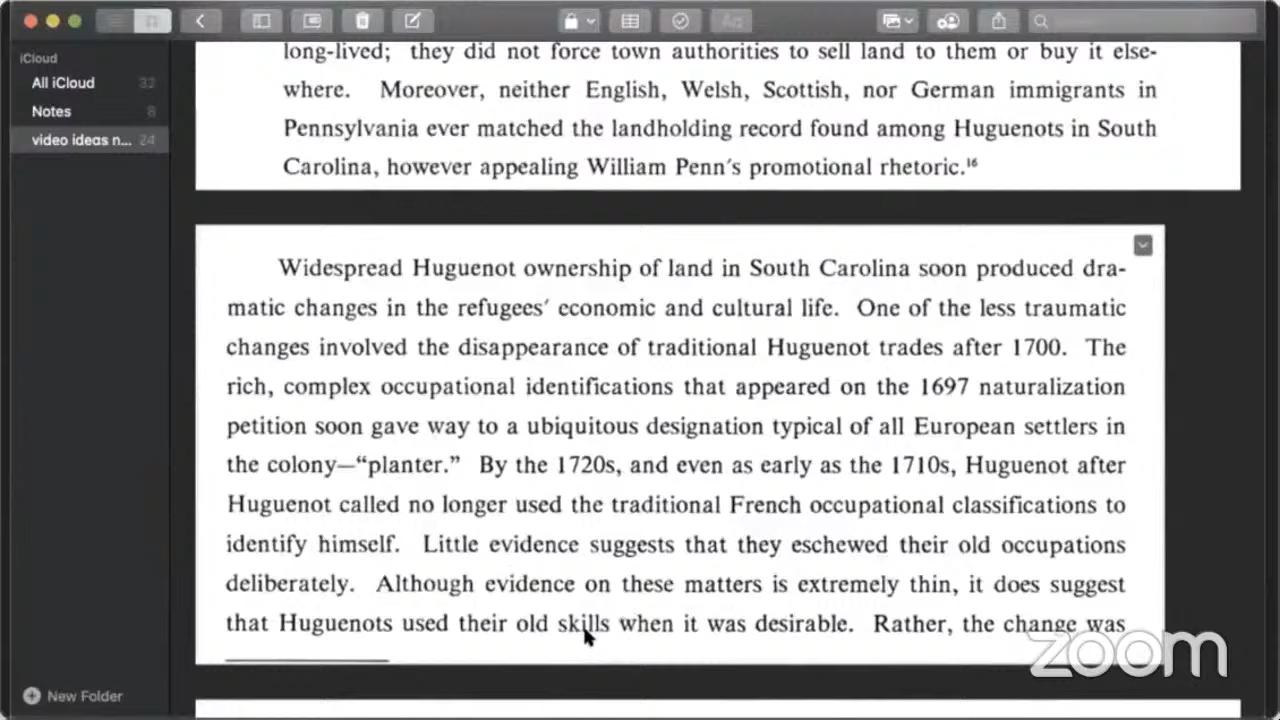 iCloud
All iCloud 32
Notes 8
video ideas n... 24
New Folder
long-lived; they did not force town authorities to sell land to them or buy it else-
where. Moreover, neither English, Welsh, Scottish, nor German immigrants in
Pennsylvania ever matched the landholding record found among Huguenots in South
Carolina, however appealing William Penn's promotional rhetoric.¹⁶
Widespread Huguenot ownership of land in South Carolina soon produced dra-
matic changes in the refugees' economic and cultural life. One of the less traumatic
changes involved the disappearance of traditional Huguenot trades after 1700. The
rich, complex occupational identifications that appeared on the 1697 naturalization
petition soon gave way to a ubiquitous designation typical of all European settlers in
the colony—“planter.” By the 1720s, and even as early as the 1710s, Huguenot after
Huguenot called no longer used the traditional French occupational classifications to
identify himself. Little evidence suggests that they eschewed their old occupations
deliberately. Although evidence on these matters is extremely thin, it does suggest
that Huguenots used their old skills when it was desirable. Rather, the change was
zoom